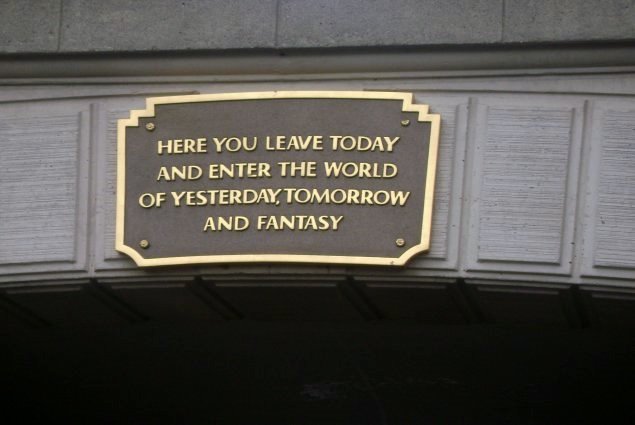 HERE YOU LEAVE TODAY
AND ENTER THE WORLD
OF YESTERDAY, TOMORROW
AND FANTASY